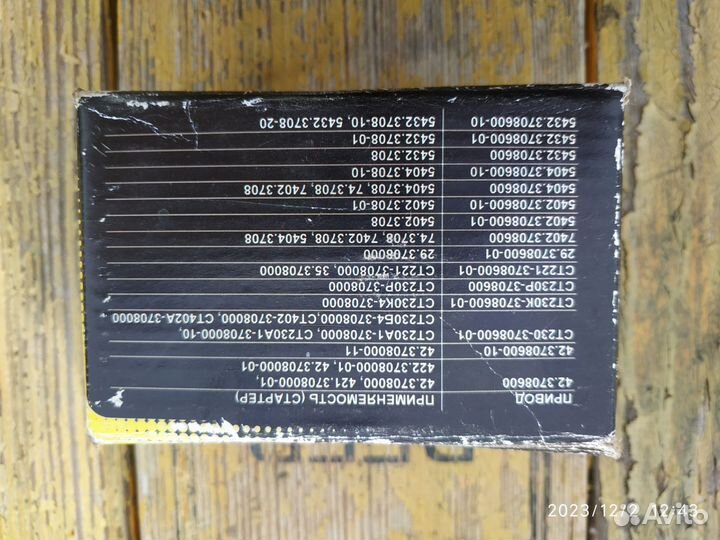 ПРИВОД ПРИМЕНЯЕМОСТЬ (СТАРТЕР)
42.3708600 42.3708000, 421.3708000-01,
422.3708000-01, 42.3708000-01
42.3708600-10 42.3708000-11
СТ230-3708600-01 СТ230А1-3708000, СТ230А1-3708000-10,
СТ230Б4-3708000,СТ402-3708000, СТ402А-3708000
СТ230К-3708600-01 СТ230К4-3708000
СТ230Р-3708600 СТ230Р-3708000
СТ221-3708600-01 СТ221-3708000, 35.3708000
29.3708600-01 29.3708000
7402.3708600 74.3708, 7402.3708, 5404.3708
5402.3708600-01 5402.3708
5402.3708600-10 5402.3708-01
5404.3708600 5404.3708, 74.3708, 7402.3708
5404.3708600-10 5404.3708-10
5432.3708600 5432.3708
5432.3708600-01 5432.3708-01
5432.3708600-10 5432.3708-10, 5432.3708-20
2023/12/2 12:43
Avito